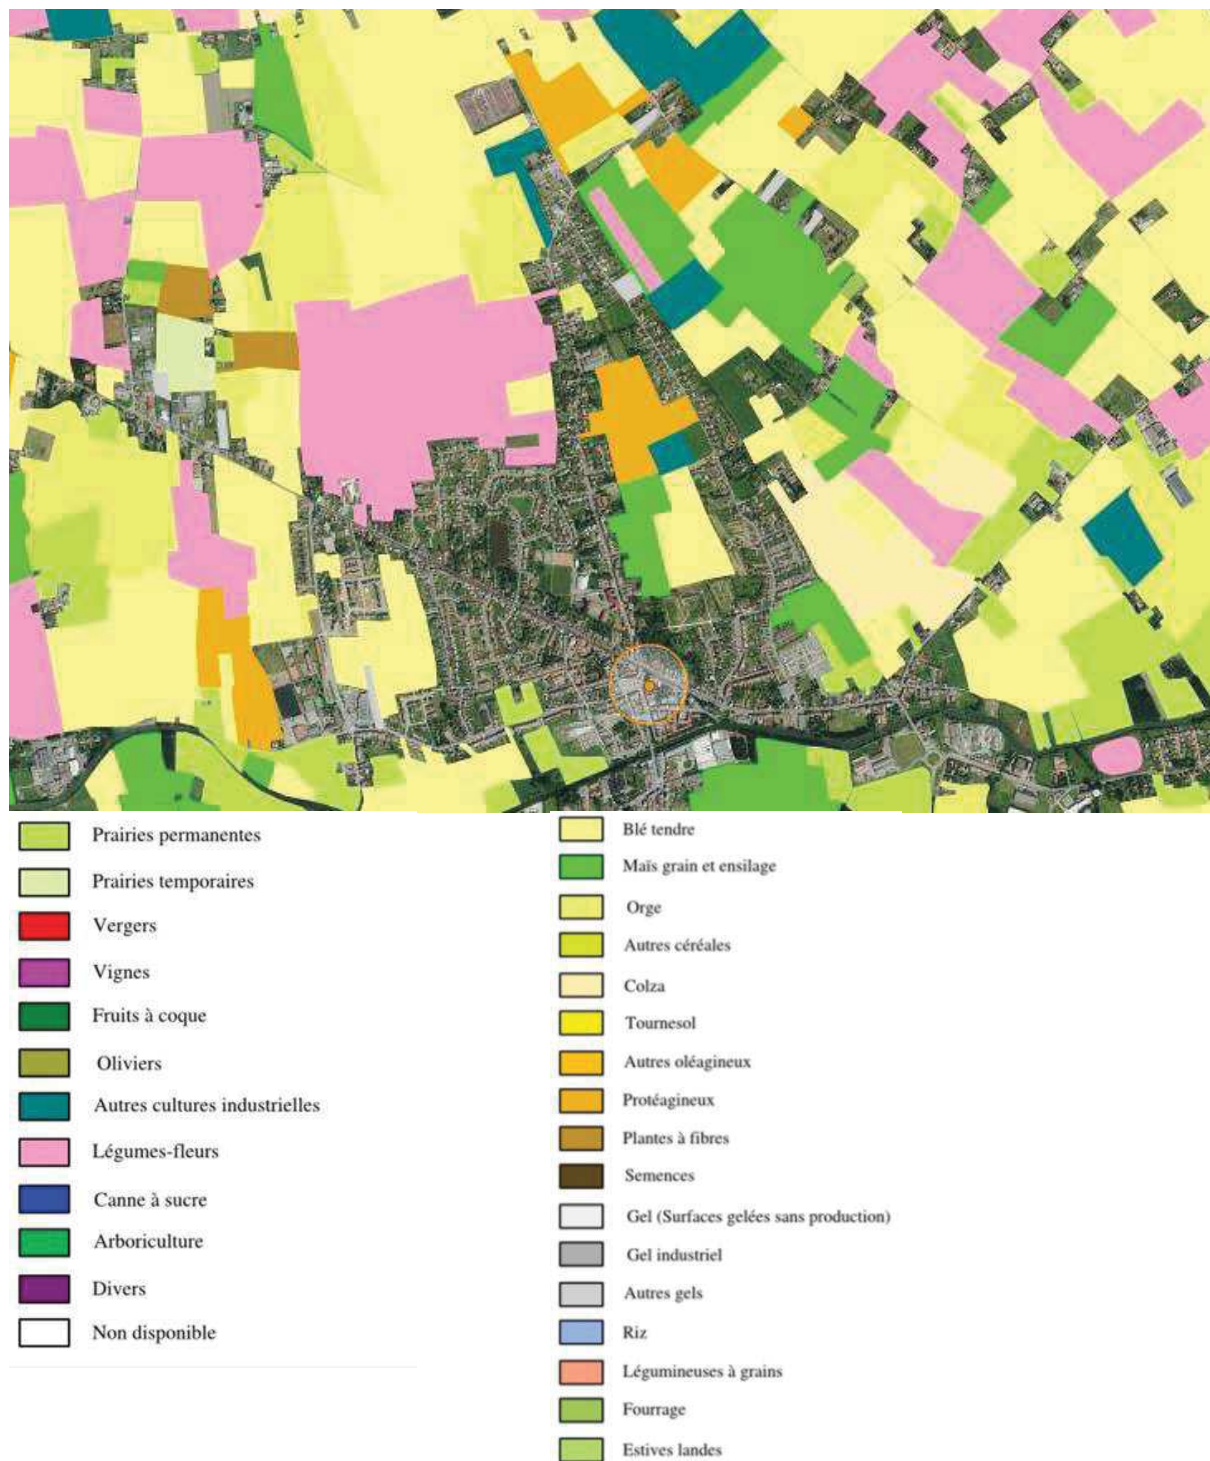 Prairies permanentes
Prairies temporaires
Vergers
Vignes
Fruits à coque
Oliviers
Autres cultures industrielles
Légumes-fleurs
Canne à sucre
Arboriculture
Divers
Non disponible
Blé tendre
Maïs grain et ensilage
Orge
Autres céréales
Colza
Tournesol
Autres oléagineux
Protéagineux
Plantes à fibres
Semences
Gel (Surfaces gelées sans production)
Gel industriel
Autres gels
Riz
Légumineuses à grains
Fourrage
Estives landes